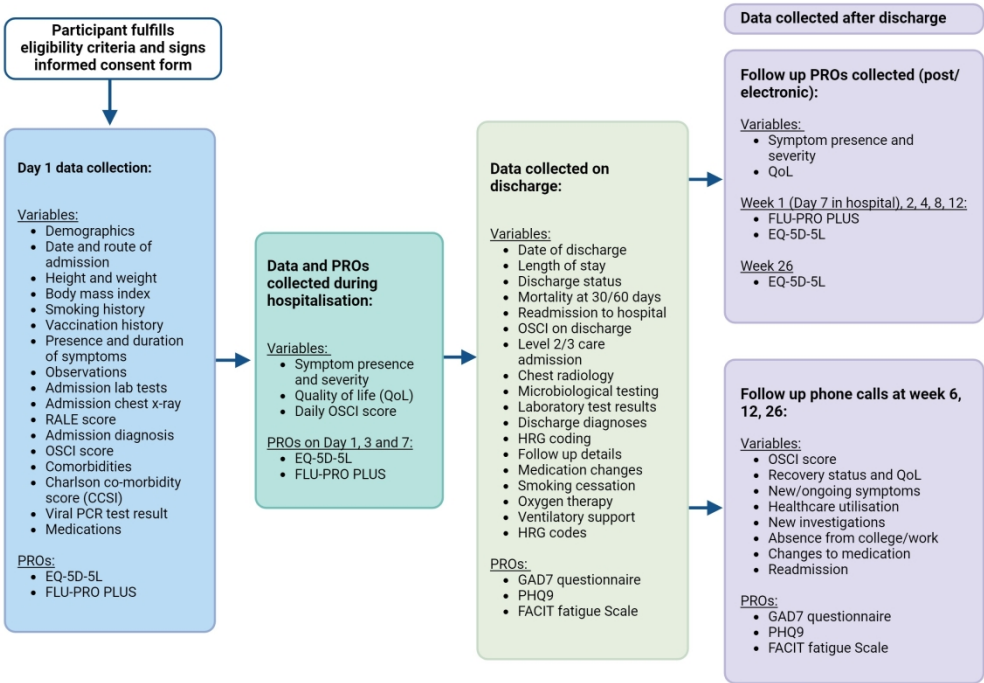 Participant fulfills
eligibility criteria and signs
informed consent form
Day 1 data collection:
Variables:
• Demographics
• Date and route of
admission
• Height and weight
• Body mass index
• Smoking history
• Vaccination history
• Presence and
duration of symptoms
• Observations
• Admission lab tests
• Admission chest x-ray
• RALE score
• Admission diagnosis
• OSCI score
• Comorbidities
• Charlson co-morbidity
score (CCSI)
• Viral PCR test result
• Medications
PROs:
• EQ-5D-5L
• FLU-PRO PLUS
Data and PROs
collected during
hospitalisation:
Variables:
• Symptom presence
and severity
• Quality of life (QoL)
• Daily OSCI score
PROs on Day 1, 3 and 7:
• EQ-5D-5L
• FLU-PRO PLUS
Data collected on
discharge:
Variables:
• Date of discharge
• Length of stay
• Discharge status
• Mortality at 30/60 days
• Readmission to hospital
• OSCI on discharge
• Level 2/3 care
admission
• Chest radiology
• Microbiological testing
• Laboratory test results
• Discharge diagnoses
• HRG coding
• Follow up details
• Medication changes
• Smoking cessation
• Oxygen therapy
• Ventilatory support
• HRG codes
PROs:
• GAD7 questionnaire
• PHQ9
• FACIT fatigue Scale
Data collected after discharge
Follow up PROs collected (post/
electronic):
Variables:
• Symptom presence and
severity
• QoL
Week 1 (Day 7 in hospital), 2, 4, 8, 12:
• FLU-PRO PLUS
• EQ-5D-5L
Week 26
• EQ-5D-5L
Follow up phone calls at week 6,
12, 26:
Variables:
• OSCI score
• Recovery status and QoL
• New/ongoing symptoms
• Healthcare utilisation
• New investigations
• Absence from college/work
• Changes to medication
• Readmission
PROs:
• GAD7 questionnaire
• PHQ9
• FACIT fatigue Scale